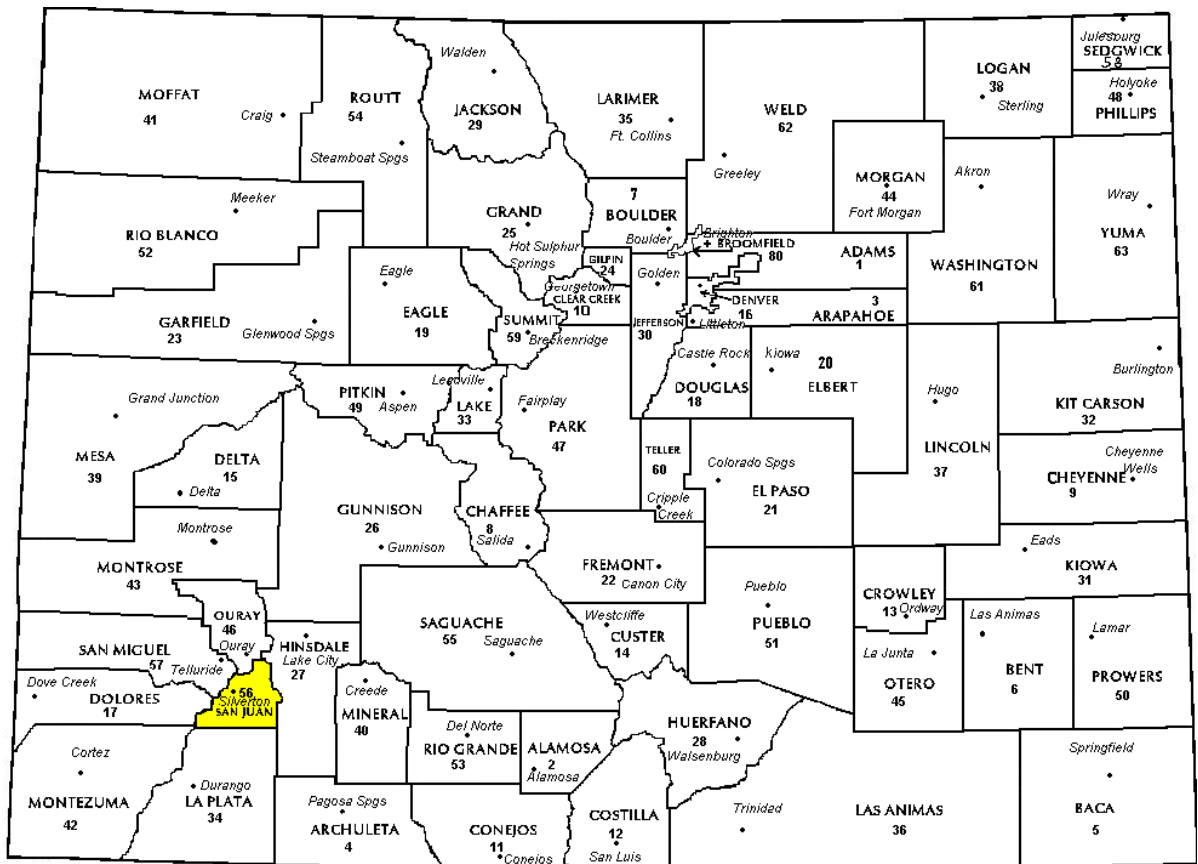 MOFFAT
41
Craig
ROUTT
54
Steamboat Spgs
Walden
JACKSON
29
LARIMER
35
Ft. Collins
WELD
62
Greeley
LOGAN
38
Sterling
Julesburg
SEDGWICK
58
Holyoke
48
PHILLIPS
MORGAN
44
Fort Morgan
Akron
WASHINGTON
61
Wray
YUMA
63
Meeker
RIO BLANCO
52
GRAND
25
Hot Sulphur
Springs
7
BOULDER
Boulder
GILPIN
24
Georgetown
CLEAR CREEK
10
Brighton
+ BROOMFIELD
80
ADAMS
1
Golden
JEFFERSON
30
DENVER
16
3
ARAPAHOE
Littleton
GARFIELD
23
Glenwood Spgs
Eagle
EAGLE
19
SUMMIT
59
Breckenridge
Castle Rock
DOUGLAS
18
kiowa
20
ELBERT
Hugo
LINCOLN
37
Burlington
KIT CARSON
32
Grand Junction
MESA
39
DELTA
15
Delta
PITKIN
49
Aspen
Leadville
LAKE
33
Fairplay
PARK
47
TELLER
60
Cripple
Creek
Colorado Spgs
EL PASO
21
Cheyenne
Wells
CHEYENNE
9
Montrose
MONTROSE
43
GUNNISON
26
Gunnison
CHAFFEE
8
Salida
FREMONT
22
Canon City
Pueblo
PUEBLO
51
CROWLEY
13
Ordway
Eads
KIOWA
31
OURAY
46
Ouray
SAN MIGUEL
57
Telluride
HINSDALE
Lake City
27
SAGUACHE
55
Saguache
Westcliffe
CUSTER
14
La Junta
OTERO
45
Las Animas
BENT
6
Lamar
PROWERS
50
Dove Creek
DOLORES
17
56
Silverton
SAN JUAN
Creede
MINERAL
40
Del Norte
RIO GRANDE
53
ALAMOSA
2
Alamosa
HUERFANO
28
Walsenburg
Cortez
MONTEZUMA
42
Durango
LA PLATA
34
Pagosa Spgs
ARCHULETA
4
CONEJOS
11
Conejos
COSTILLA
12
San Luis
Trinidad
LAS ANIMAS
36
Springfield
BACA
5